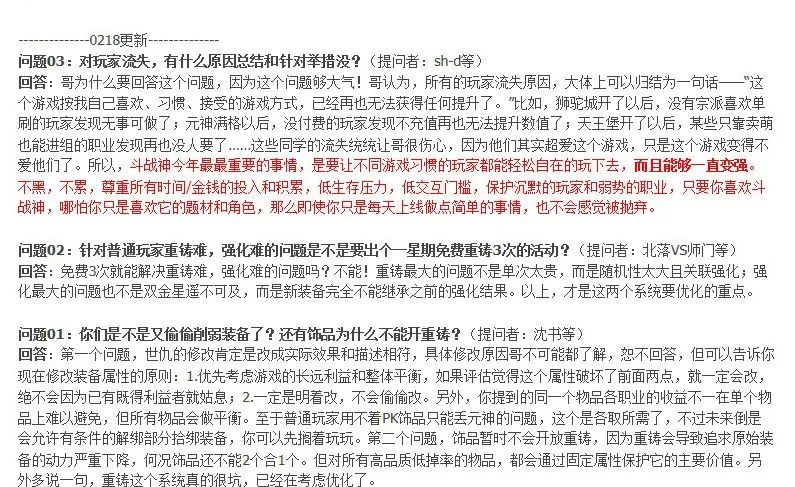 --------------0218更新--------------
问题03：对玩家流失，有什么原因总结和针对举措没？（提问者：sh-d等）
回答：哥为什么要回答这个问题，因为这个问题够大气！哥认为，所有的玩家流失原因，大体上可以归结为一句话——“这
个游戏按我自己喜欢、习惯、接受的游戏方式，已经再也无法获得任何提升了。”比如，狮驼城开了以后，没有宗派喜欢单
刷的玩家发现无事可做了；元神满格以后，没付费的玩家发现不充值再也无法提升数值了；天王堡开了以后，某些只靠卖萌
也能进组的职业发现再也没人要了……这些同学的流失统统让哥很伤心，因为他们其实超爱这个游戏，只是这个游戏变得不
爱他们了。所以，斗战神今年最最重要的事情，是要让不同游戏习惯的玩家都能轻松自在的玩下去，而且能够一直变强。
不黑，不累，尊重所有时间/金钱的投入和积累，低生存压力，低交互门槛，保护沉默的玩家和弱势的职业，只要你喜欢斗
战神，哪怕你只是喜欢它的题材和角色，那么即使你只是每天上线做点简单的事情，也不会感觉被抛弃。
问题02：针对普通玩家重铸难，强化难的问题是不是要出个一星期免费重铸3次的活动？（提问者：北落VS师门等）
回答：免费3次就能解决重铸难，强化难的问题吗？不能！重铸最大的问题不是单次太贵，而是随机性太大且关联强化；强
化最大的问题也不是双金星遥不可及，而是新装备完全不能继承之前的强化结果。以上，才是这两个系统要优化的重点。
问题01：你们是不是又偷偷削弱装备了？还有饰品为什么不能开重铸？（提问者：沈书等）
回答：第一个问题，世仇的修改肯定是改成实际效果和描述相符，具体修改原因哥不可能都了解，恕不回答，但可以告诉你
现在修改装备属性的原则：1.优先考虑游戏的长远利益和整体平衡，如果评估觉得这个属性破坏了前面两点，就一定会改，
绝不会因为已有既得利益者就姑息；2.一定是明着改，不会偷偷改。另外，你提到的同一个物品各职业的收益不一在单个物
品上难以避免，但所有物品会做平衡。至于普通玩家用不着PK饰品只能丢元神的问题，这个是各取所需了，不过未来倒是
会允许有条件的解绑部分拾绑装备，你可以先搁着玩玩。第二个问题，饰品暂时不会开放重铸，因为重铸会导致追求原始装
备的动力严重下降，何况饰品还不能2个合1个。但对所有高品质低掉率的物品，都会通过固定属性保护它的主要价值。另
外多说一句，重铸这个系统真的很坑，已经在考虑优化了。